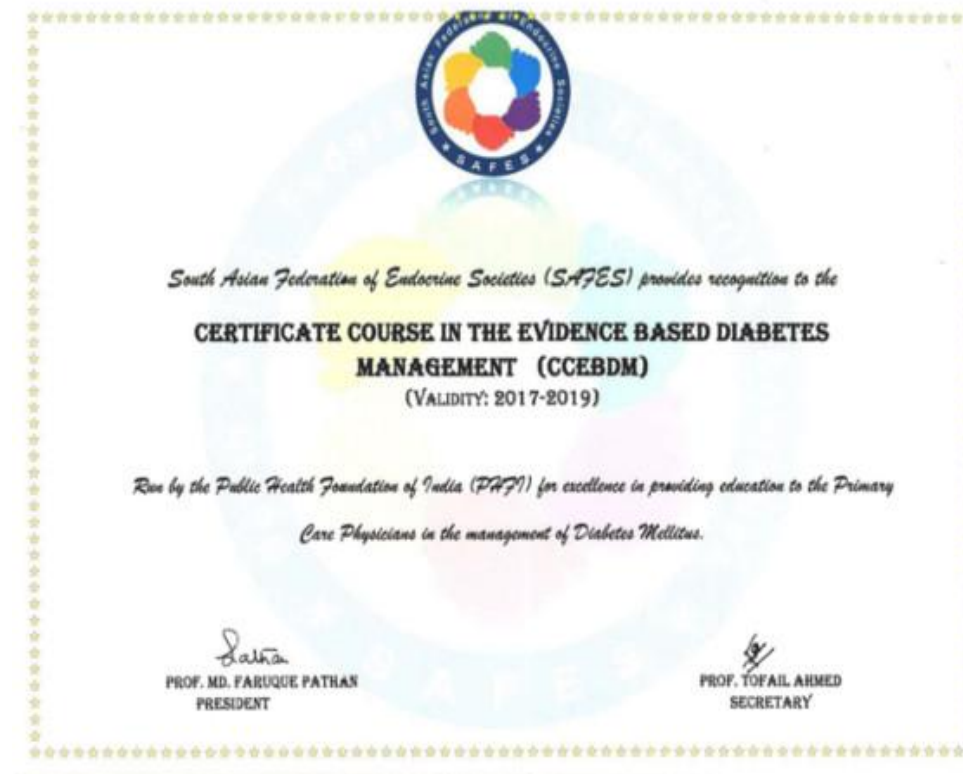 South Asian Federation of Endocrine Societies
★ SAFES ★
South Asian Federation of Endocrine Societies (SAFES) provides recognition to the
CERTIFICATE COURSE IN THE EVIDENCE BASED DIABETES
MANAGEMENT (CCEBDM)
(VALIDITY: 2017-2019)
Run by the Public Health Foundation of India (PHFI) for excellence in providing education to the Primary
Care Physicians in the management of Diabetes Mellitus.
PROF. MD. FARUQUE PATHAN
PRESIDENT
PROF. TOFAIL AHMED
SECRETARY